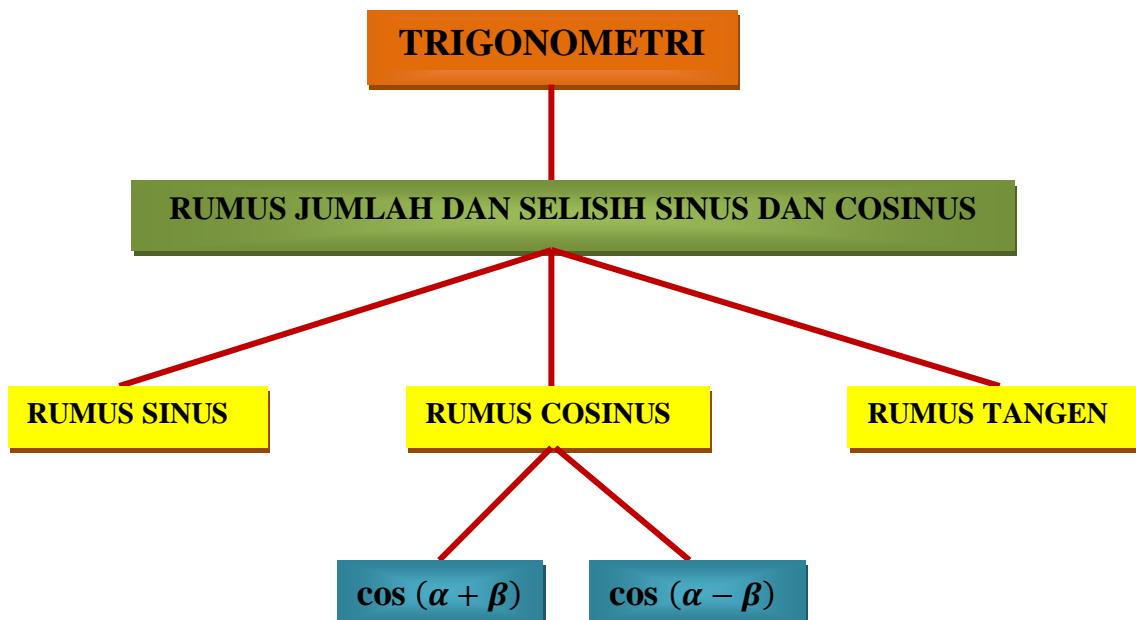 TRIGONOMETRI
RUMUS JUMLAH DAN SELISIH SINUS DAN COSINUS
RUMUS SINUS
RUMUS COSINUS
RUMUS TANGEN
cos (𝜶 + 𝜷)
cos (𝜶 − 𝜷)